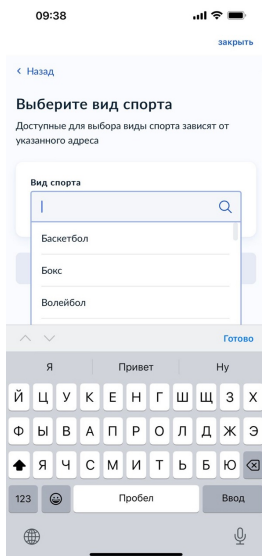 09:38
закрыть
Назад
Выберите вид спорта
Доступные для выбора виды спорта зависят от
указанного адреса
Вид спорта
Баскетбол
Бокс
Волейбол
Готово
Я Привет Ну
Й Ц У К Е Н Г Ш Щ З Х
Ф Ы В А П Р О Л Д Ж Э
Я Ч С М И Т Ь Б Ю
123 Пробел Ввод